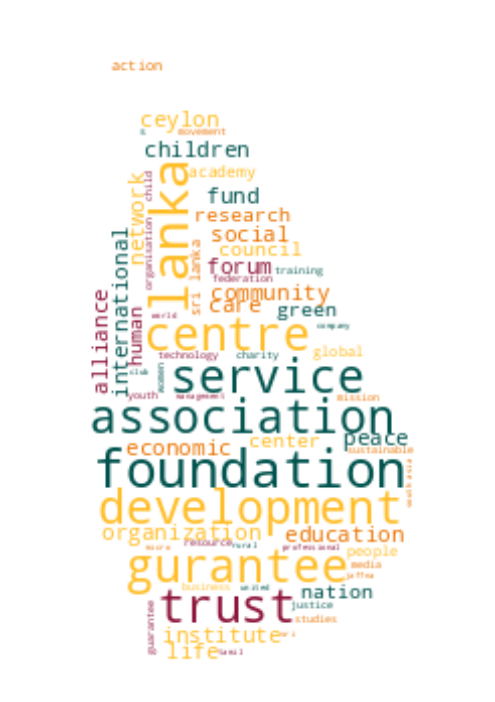 action
ceylon
s movement
children
academy
child
network
lanka
fund
research
organisation
social
council
sri lanka
international
forum training
federation
community
care
alliance
human
world
green
company
centre
technology charity global
club women
service
youth management mission
association
peace
economic center
sustainable
foundation
south asia
development
organization education
micro resource rural professional people
gurantee
media
jaffna
business united
nation
trust
justice
guarantee
studies
institute
life tamil